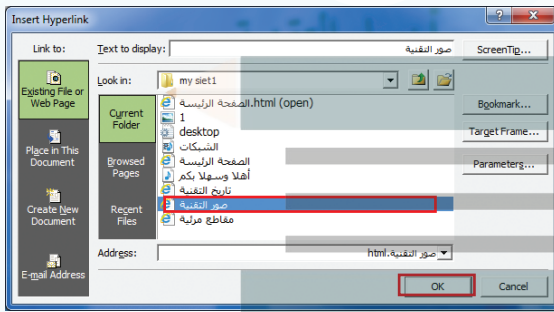 Insert Hyperlink
Link to:
Text to display:
صور التقنية
ScreenTip...
Existing File or
Web Page
Look in:
my siet1
Bookmark...
Current
Folder
الصفحة الرئيسة.html (open)
1
desktop
الشبكات
Target Frame...
Place in This
Document
Browsed
Pages
الصفحة الرئيسة
أهلا وسهلا بكم
تاريخ التقنية
Parameters...
Create New
Document
Recent
Files
صور التقنية
مقاطع مرئية
E-mail Address
Address:
صور التقنية.html
OK
Cancel